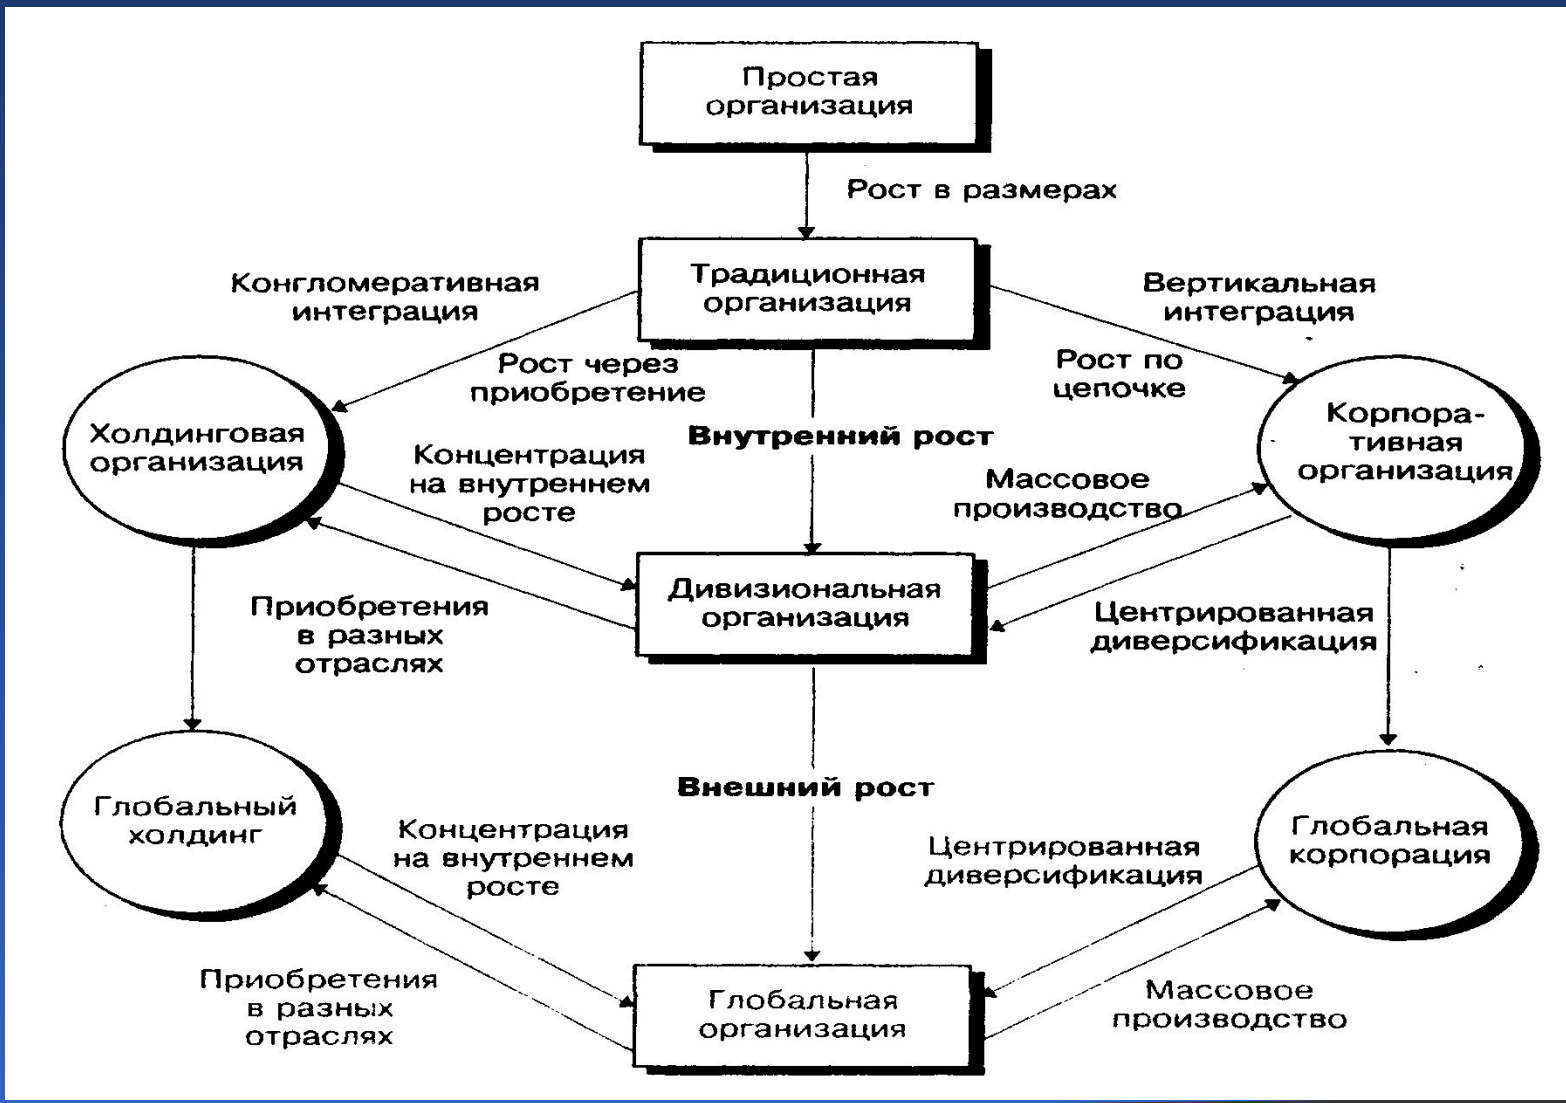 Простая
организация
Рост в размерах
Традиционная
организация
Конгломеративная
интеграция
Вертикальная
интеграция
Рост через
приобретение
Рост по
цепочке
Холдинговая
организация
Внутренний рост
Корпора-
тивная
организация
Концентрация
на внутреннем
росте
Массовое
производство
Дивизиональная
организация
Приобретения
в разных
отраслях
Центрированная
диверсификация
Внешний рост
Глобальный
холдинг
Глобальная
корпорация
Концентрация
на внутреннем
росте
Центрированная
диверсификация
Приобретения
в разных
отраслях
Глобальная
организация
Массовое
производство